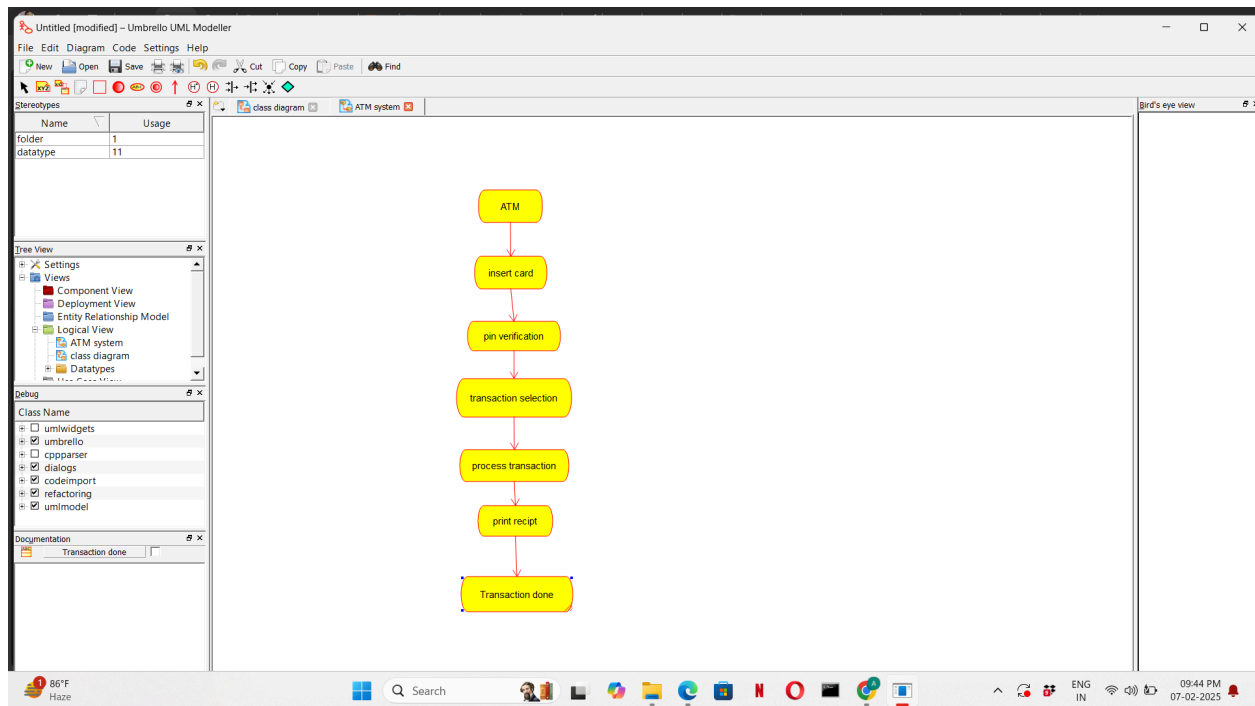 Untitled [modified] – Umbrello UML Modeller
File Edit Diagram Code Settings Help
New Open Save Cut Copy Paste Find
Stereotypes
Name Usage
folder 1
datatype 11
Tree View
Settings
Views
Component View
Deployment View
Entity Relationship Model
Logical View
ATM system
class diagram
Datatypes
Debug
Class Name
umlwidgets
umbrello
cppparser
dialogs
codeimport
refactoring
umlmodel
Documentation
Transaction done
class diagram ATM system
ATM
insert card
pin verification
transaction selection
process transaction
print recipt
Transaction done
Bird's eye view
1
86°F
Haze
Search
ENG
IN
09:44 PM
07-02-2025